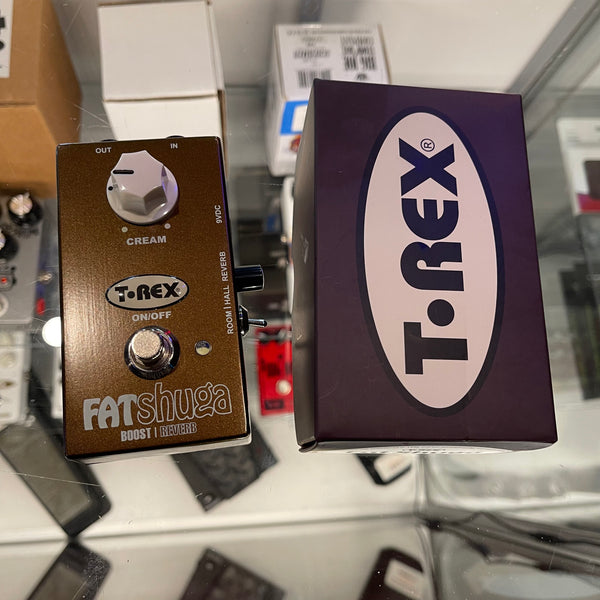 OUT IN
CREAM
9VDC
ROOM | HALL REVERB
T•REX
ON/OFF
FATshuga
BOOST | REVERB
T•REX®